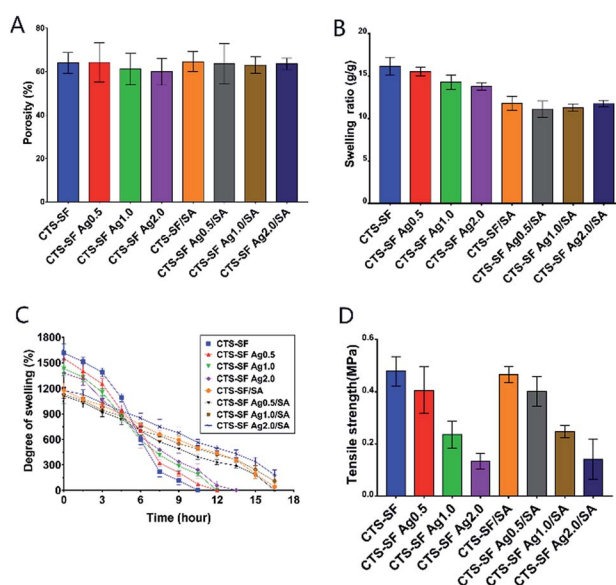 A
Porosity (%)
80
60
40
20
0
CTS-SF
CTS-SF Ag0.5
CTS-SF Ag1.0
CTS-SF Ag2.0
CTS-SF/SA
CTS-SF Ag0.5/SA
CTS-SF Ag1.0/SA
CTS-SF Ag2.0/SA
B
Swelling ratio (g/g)
20
15
10
5
0
CTS-SF
CTS-SF Ag0.5
CTS-SF Ag1.0
CTS-SF Ag2.0
CTS-SF/SA
CTS-SF Ag0.5/SA
CTS-SF Ag1.0/SA
CTS-SF Ag2.0/SA
C
Degree of swelling (%)
1800
1500
1200
900
600
300
0
0 3 6 9 12 15 18
Time (hour)
CTS-SF
CTS-SF Ag0.5
CTS-SF Ag1.0
CTS-SF Ag2.0
CTS-SF/SA
CTS-SF Ag0.5/SA
CTS-SF Ag1.0/SA
CTS-SF Ag2.0/SA
D
Tensile strength(MPa)
0.6
0.4
0.2
0.0
CTS-SF
CTS-SF Ag0.5
CTS-SF Ag1.0
CTS-SF Ag2.0
CTS-SF/SA
CTS-SF Ag0.5/SA
CTS-SF Ag1.0/SA
CTS-SF Ag2.0/SA